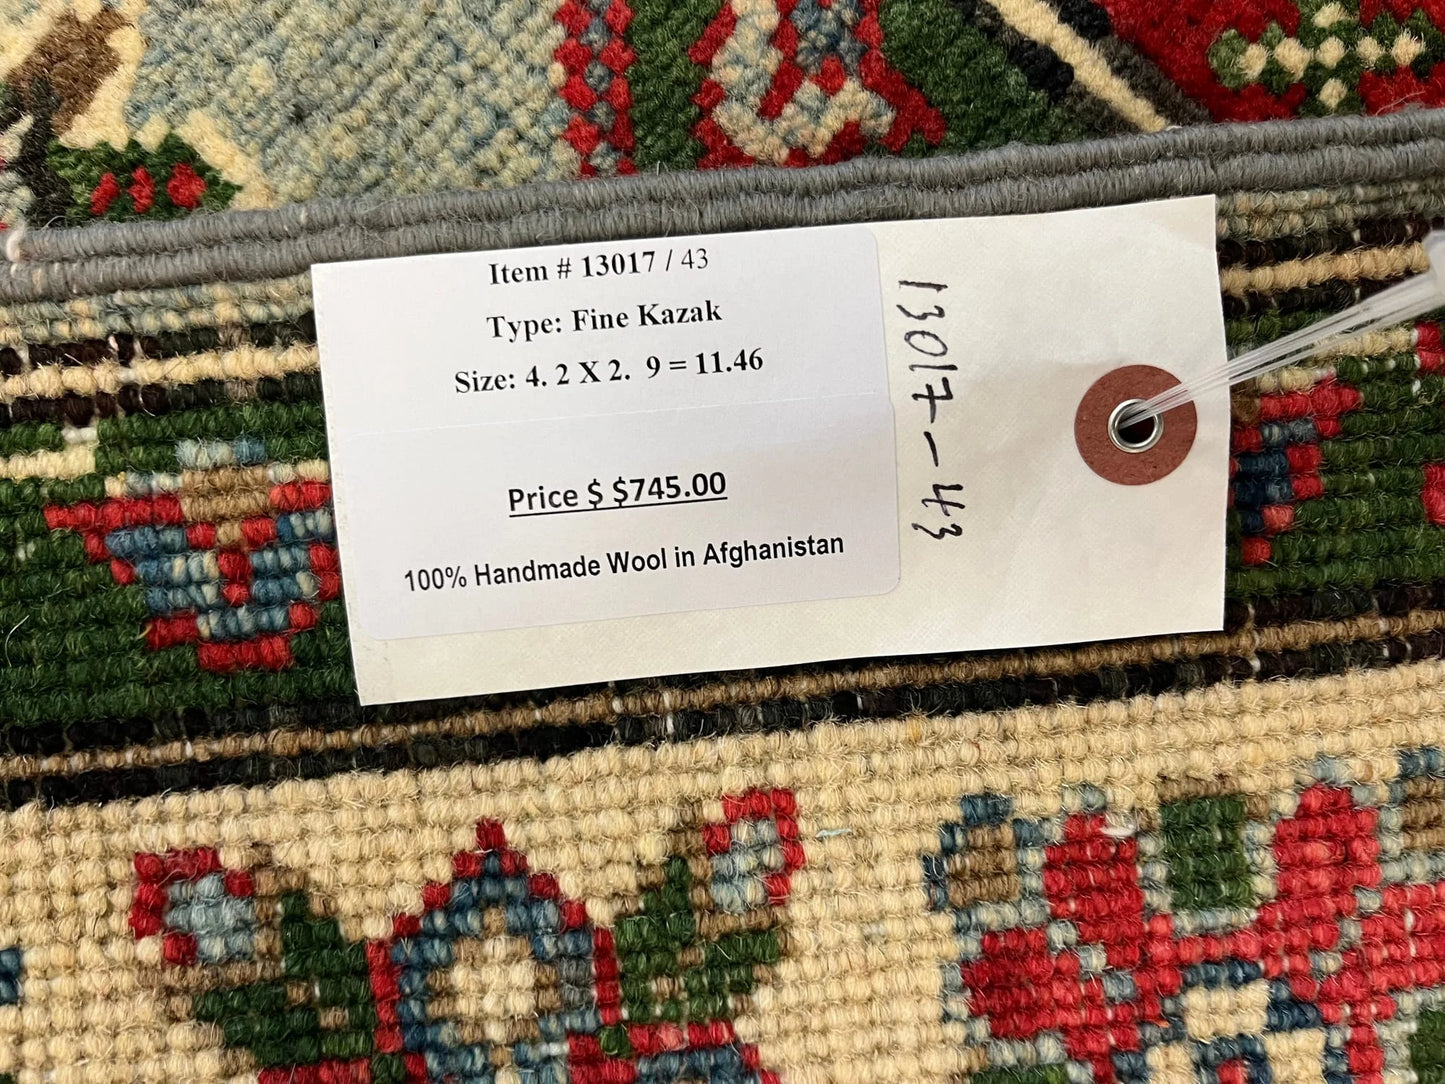 Item # 13017 / 43
Type: Fine Kazak
Size: 4. 2 X 2.  9 = 11.46
Price $ $745.00
100% Handmade Wool in Afghanistan
13017-43